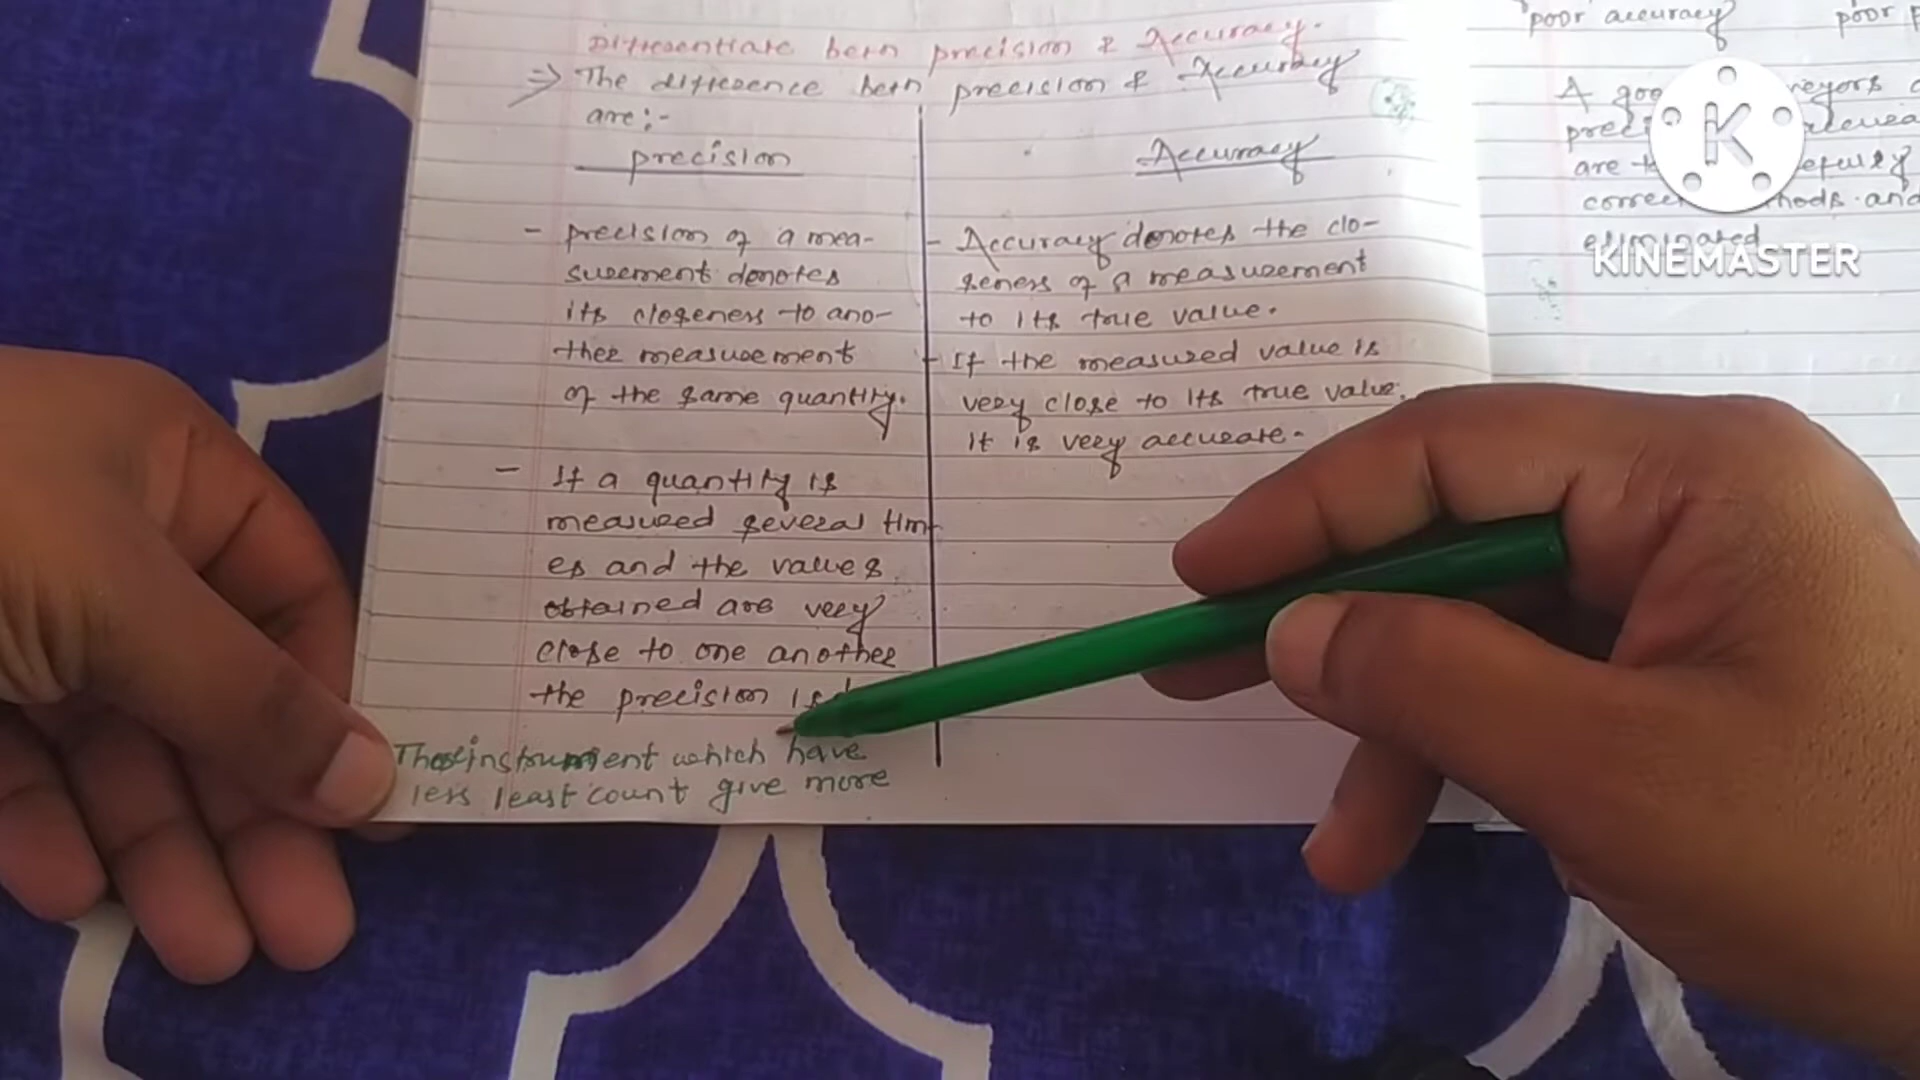 Differentiate betn precision & Accuracy.
⇒ The difference betn precision & Accuracy
are:-
precision
- precision of a mea-
surement denotes
its closeness to ano-
ther measurement
of the same quantity.
- If a quantity is
measured several tim-
es and the values
obtained are very
close to one another
the precision is
Those instrument which have
less least count give more
Accuracy
- Accuracy denotes the clo-
seness of a measurement
to its true value.
- If the measured value is
very close to its true value.
It is very accurate.
poor accuracy poor
A
are
and
eliminated
KINEMASTER